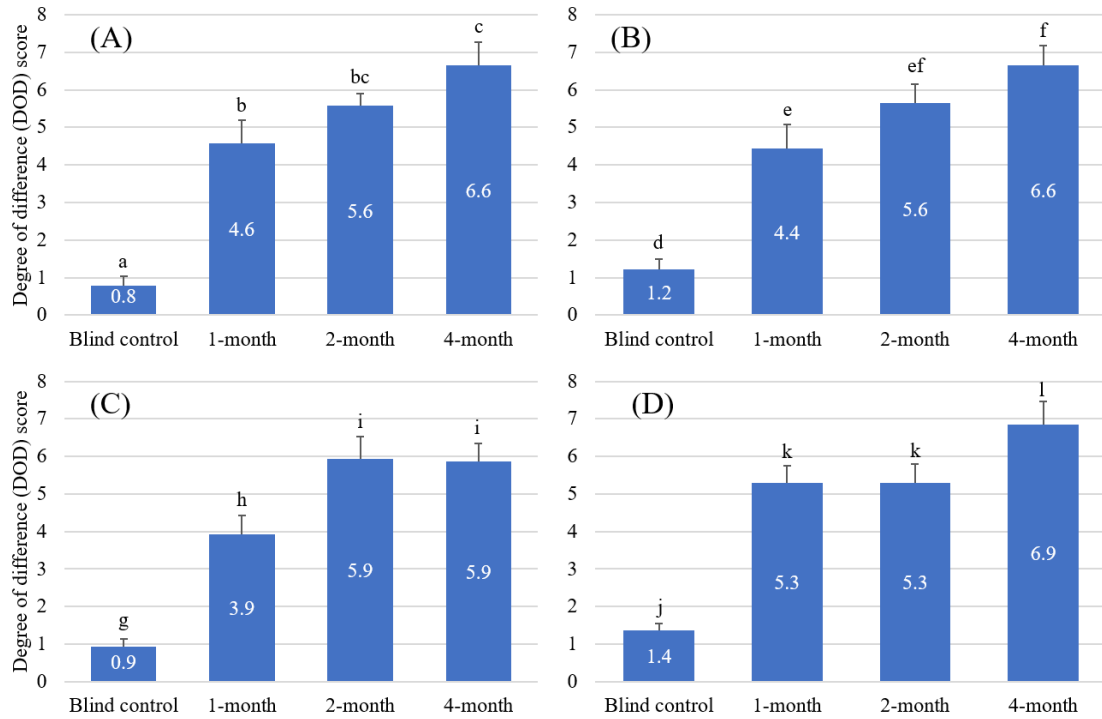 Degree of difference (DOD) score
8
7
6
5
4
3
2
1
0
(A)
a
b
bc
c
0.8
4.6
5.6
6.6
Blind control 1-month 2-month 4-month
8
7
6
5
4
3
2
1
0
(B)
d
e
ef
f
1.2
4.4
5.6
6.6
Blind control 1-month 2-month 4-month
Degree of difference (DOD) score
8
7
6
5
4
3
2
1
0
(C)
g
h
i
i
0.9
3.9
5.9
5.9
Blind control 1-month 2-month 4-month
8
7
6
5
4
3
2
1
0
(D)
j
k
k
l
1.4
5.3
5.3
6.9
Blind control 1-month 2-month 4-month